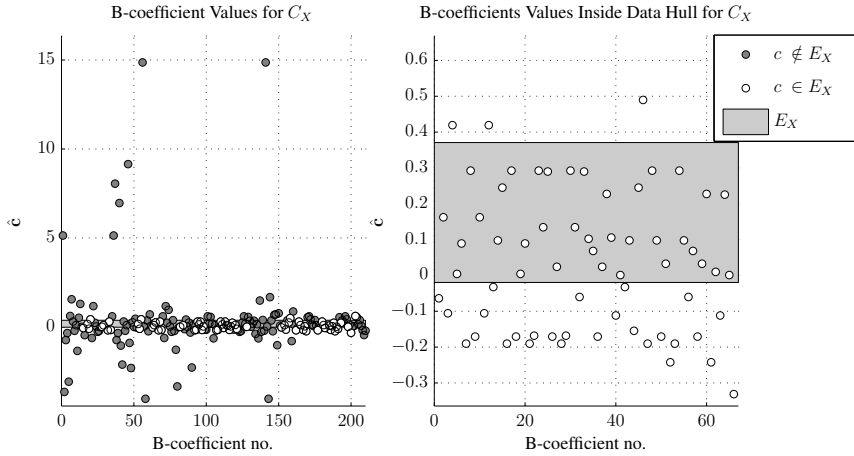 B-coefficient Values for C_X
15
10
5
0
0
50
100
150
200
ĉ
B-coefficient no.
B-coefficients Values Inside Data Hull for C_X
0.6
0.5
0.4
0.3
0.2
0.1
0
−0.1
−0.2
−0.3
0
20
40
60
ĉ
B-coefficient no.
c ∉ E_X
c ∈ E_X
E_X